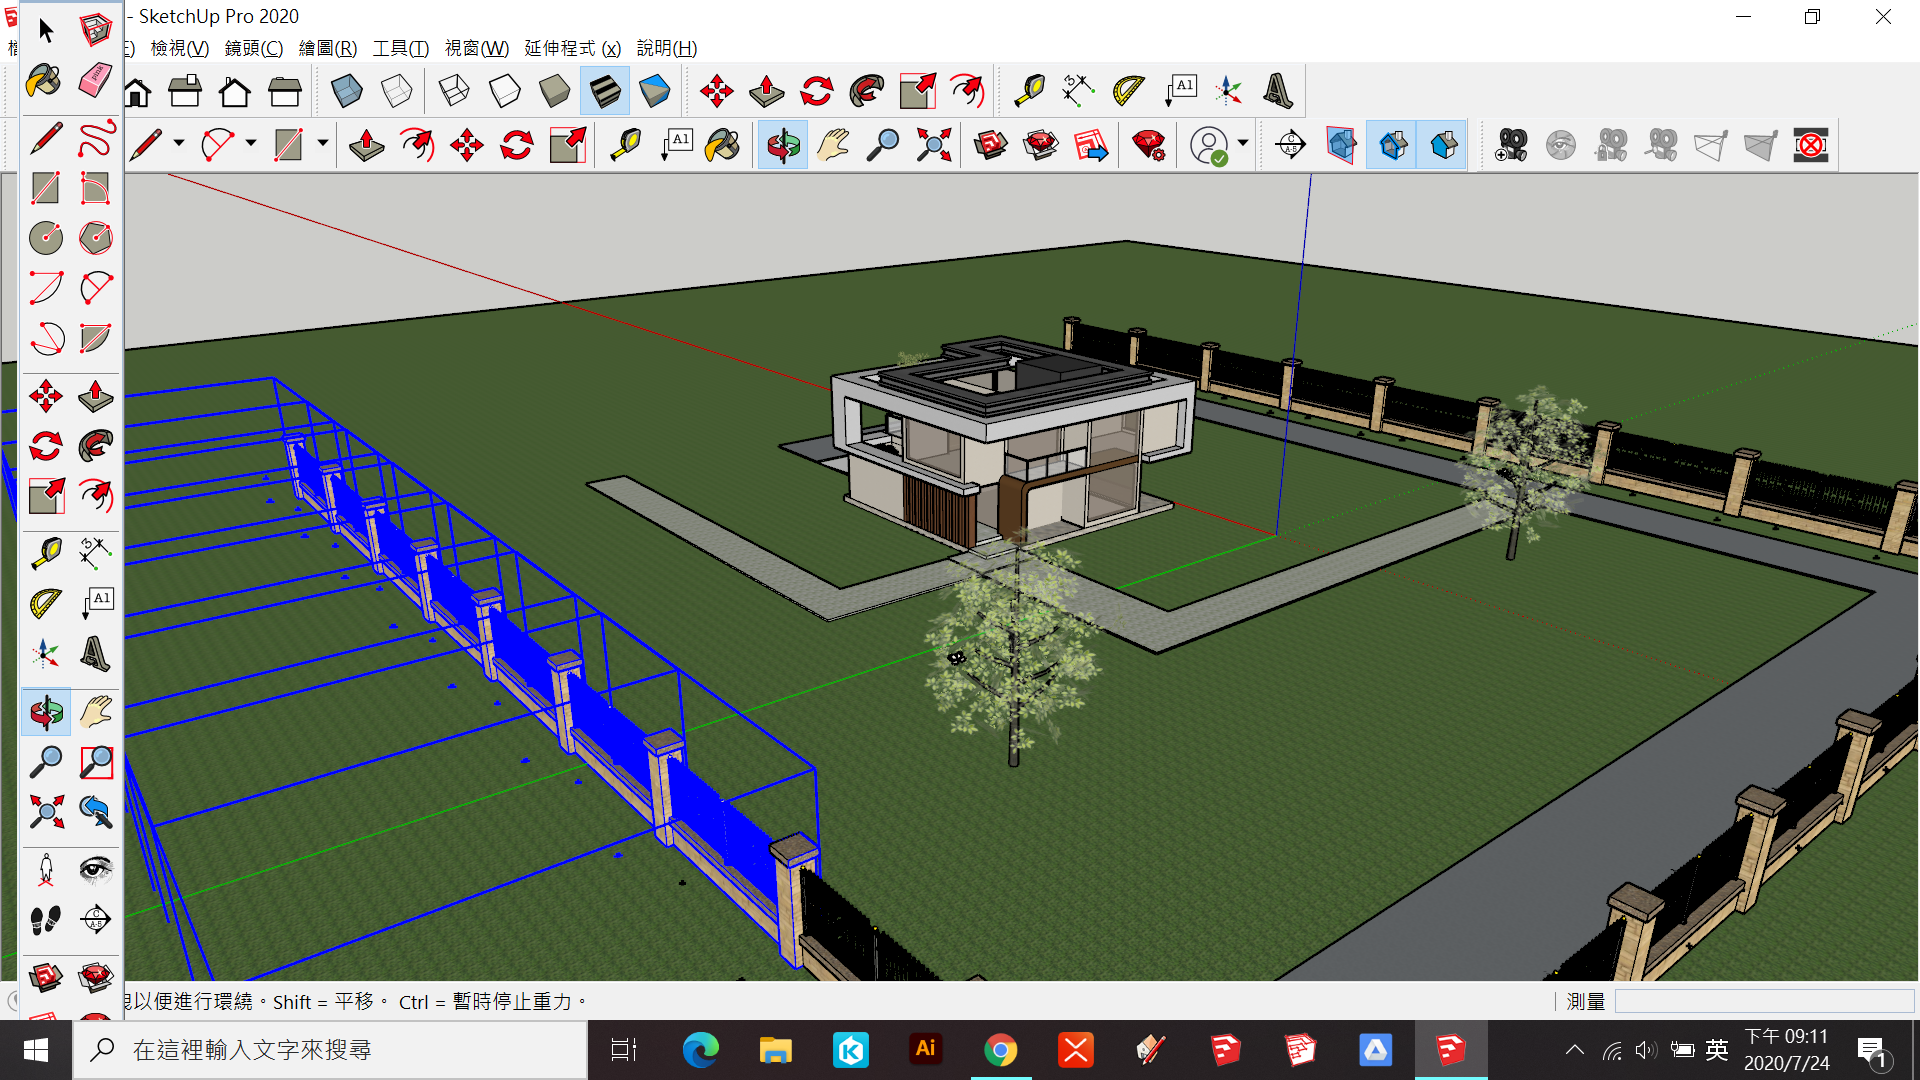 - SketchUp Pro 2020
檢視(V) 鏡頭(C) 繪圖(R) 工具(T) 視窗(W) 延伸程式 (x) 說明(H)
A1
A1
A1
以便進行環繞。Shift = 平移。 Ctrl = 暫時停止重力。
測量
在這裡輸入文字來搜尋
Ai
英
下午 09:11
2020/7/24
1